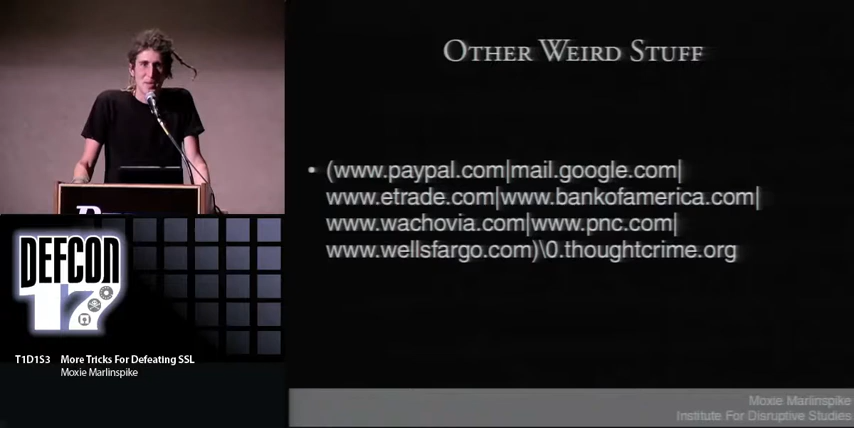 OTHER WEIRD STUFF
• (www.paypal.com|mail.google.com|
www.etrade.com|www.bankofamerica.com|
www.wachovia.com|www.pnc.com|
www.wellsfargo.com)\0.thoughtcrime.org
DEFCON
17
T1D1S3 More Tricks For Defeating SSL
Moxie Marlinspike
Moxie Marlinspike
Institute For Disruptive Studies